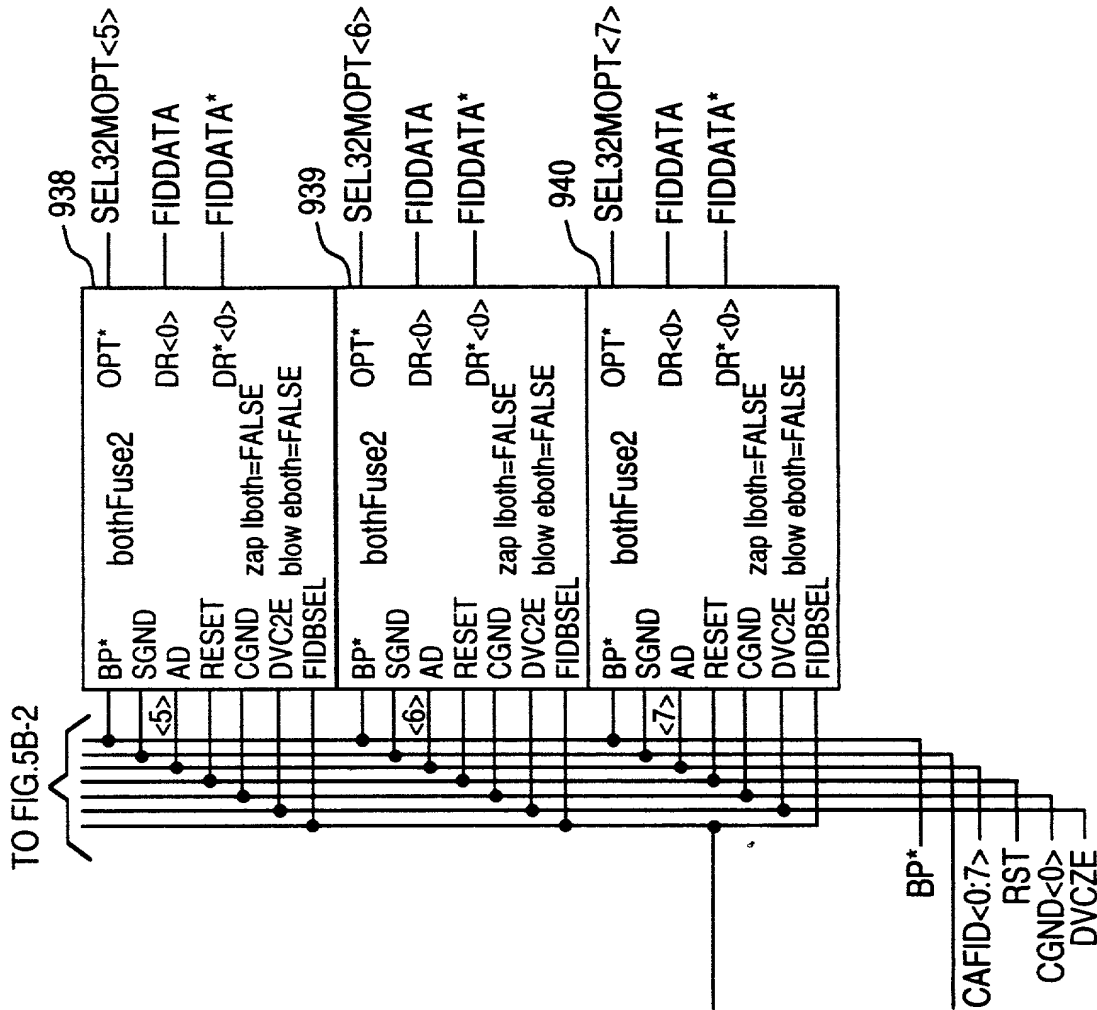 TO FIG.5B-2
938
BP*
bothFuse2
OPT*
SEL32MOPT<5>
SGND
<5>
AD
DR<0>
FIDDATA
RESET
DR*<0>
FIDDATA*
CGND
zap lboth=FALSE
DVC2E
blow eboth=FALSE
FIDBSEL
939
BP*
bothFuse2
OPT*
SEL32MOPT<6>
SGND
<6>
AD
DR<0>
FIDDATA
RESET
DR*<0>
FIDDATA*
CGND
zap lboth=FALSE
DVC2E
blow eboth=FALSE
FIDBSEL
940
BP*
bothFuse2
OPT*
SEL32MOPT<7>
SGND
<7>
AD
DR<0>
FIDDATA
RESET
DR*<0>
FIDDATA*
CGND
zap lboth=FALSE
DVC2E
blow eboth=FALSE
FIDBSEL
BP*
CAFID<0:7>
RST
CGND<0>
DVCZE